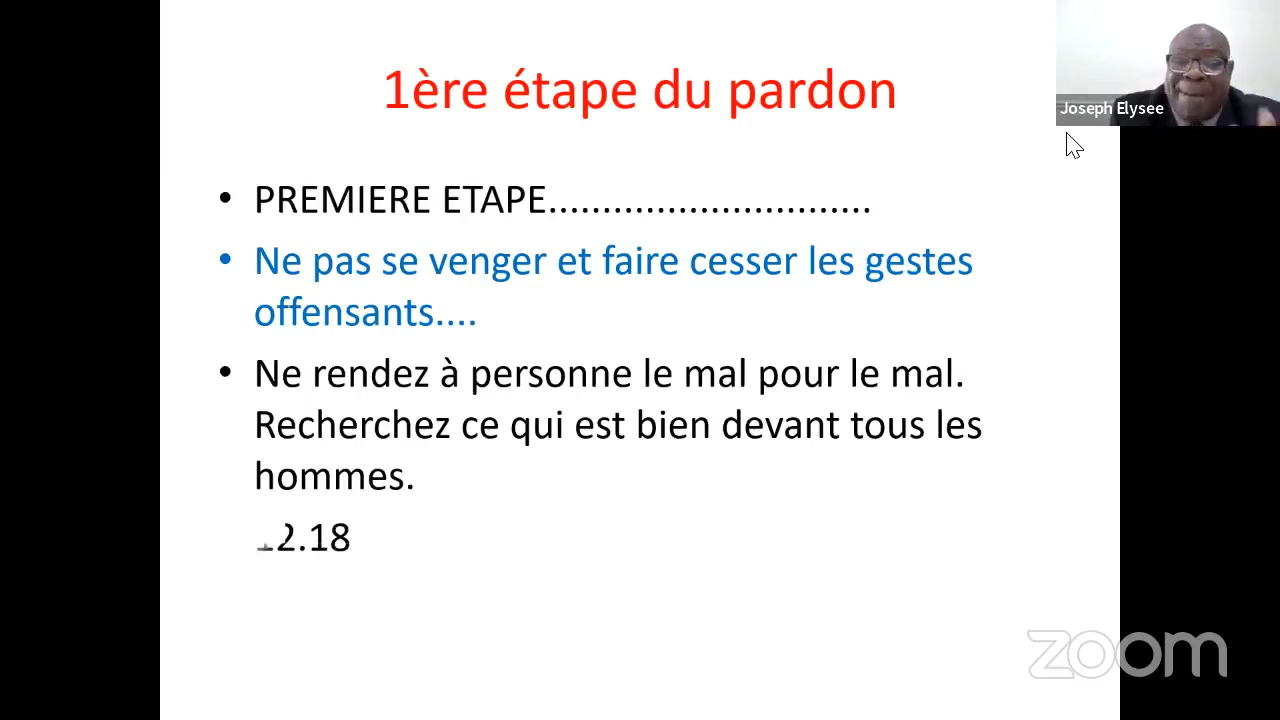 1ère étape du pardon
Joseph Elysee
• PREMIERE ETAPE..............................
• Ne pas se venger et faire cesser les gestes
offensants....
• Ne rendez à personne le mal pour le mal.
Recherchez ce qui est bien devant tous les
hommes.
12.18
zoom